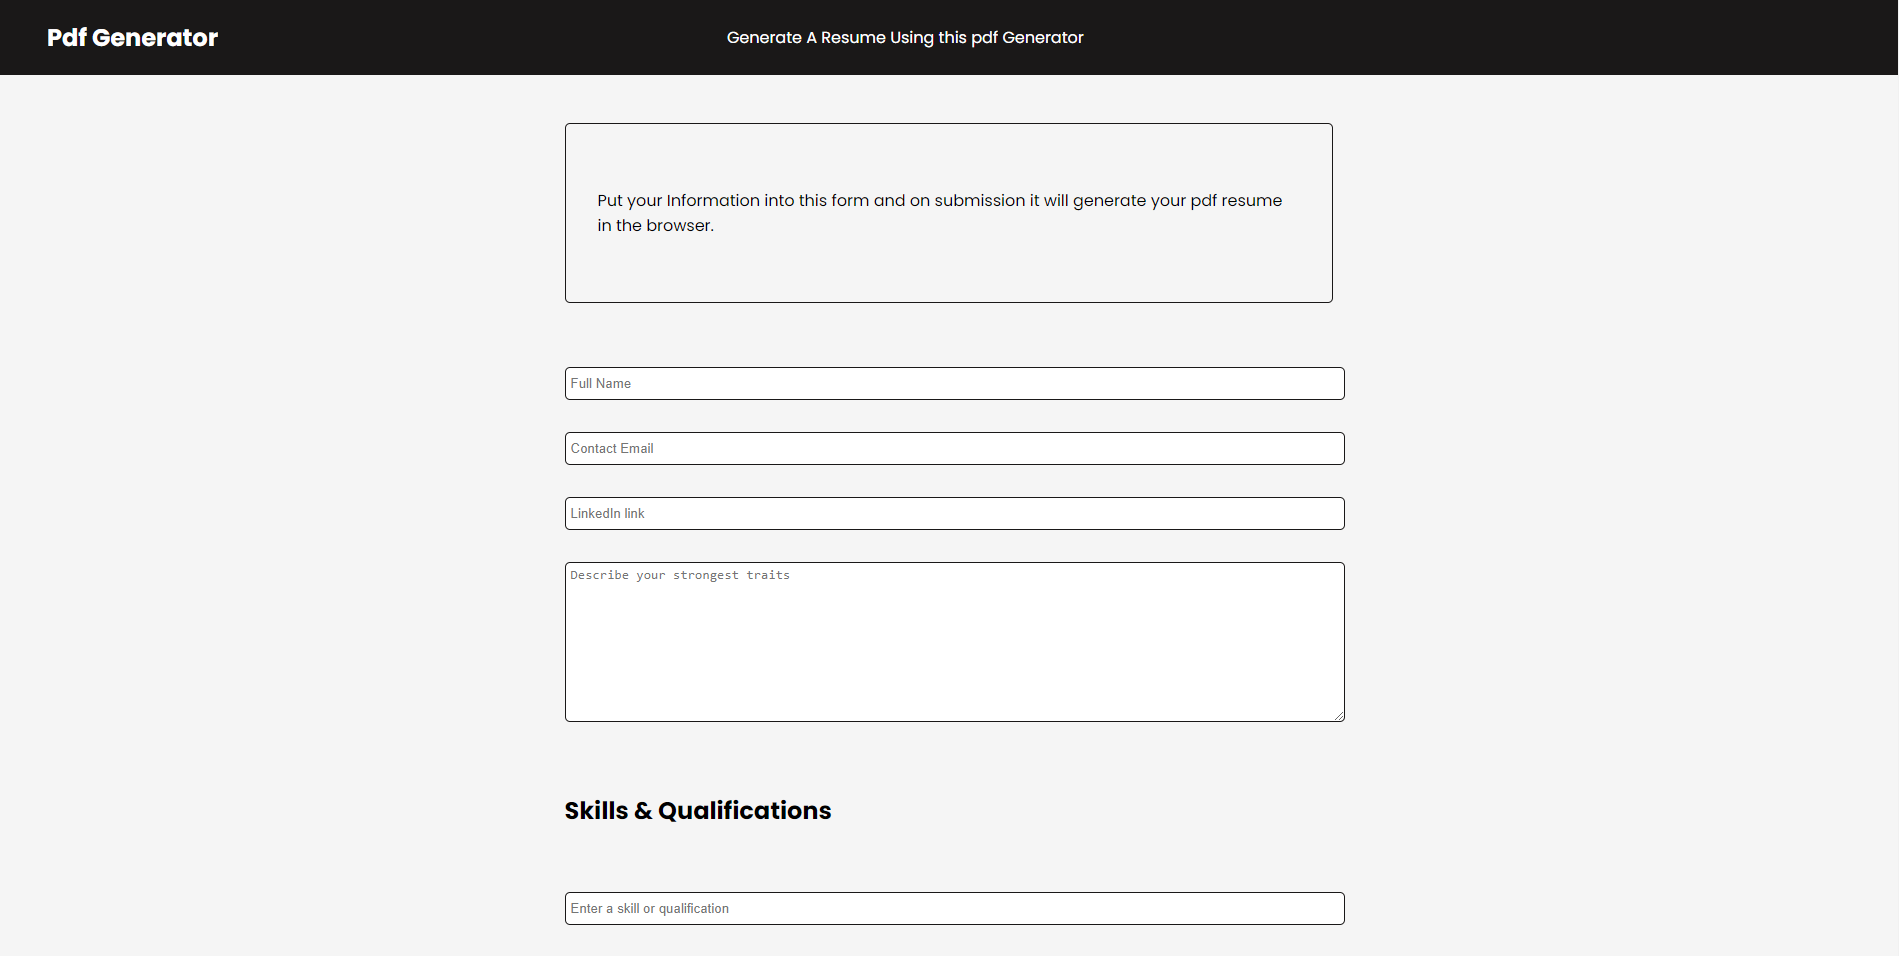 Pdf Generator
Generate A Resume Using this pdf Generator
Put your Information into this form and on submission it will generate your pdf resume
in the browser.
Full Name
Contact Email
LinkedIn link
Describe your strongest traits
Skills & Qualifications
Enter a skill or qualification